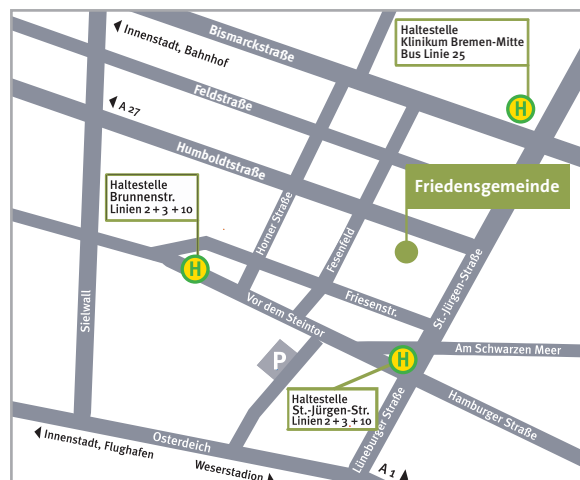 Innenstadt, Bahnhof
Bismarckstraße
Haltestelle
Klinikum Bremen-Mitte
Bus Linie 25
H
Feldstraße
A 27
Humboldtstraße
Haltestelle
Brunnenstr.
Linien 2 + 3 + 10
H
Friedensgemeinde
Horner Straße
Fesenfeld
St.-Jürgen-Straße
Sielwall
Friesenstr.
Vor dem Steintor
P
H
Am Schwarzen Meer
Haltestelle
St.-Jürgen-Str.
Linien 2 + 3 + 10
Hamburger Straße
Lüneburger Straße
Osterdeich
Innenstadt, Flughafen
Weserstadion
A 1